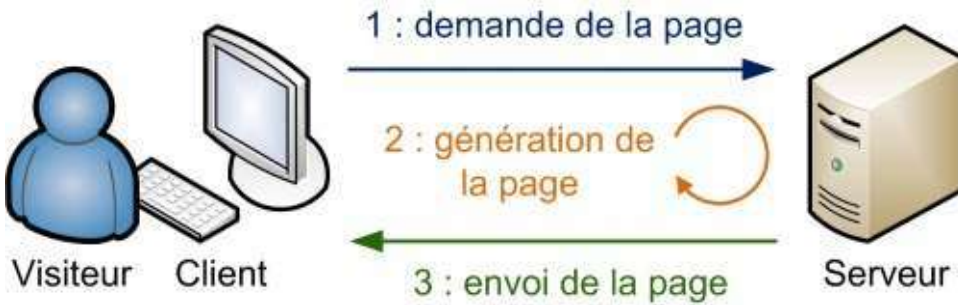 1 : demande de la page
2 : génération de
la page
3 : envoi de la page
Visiteur
Client
Serveur